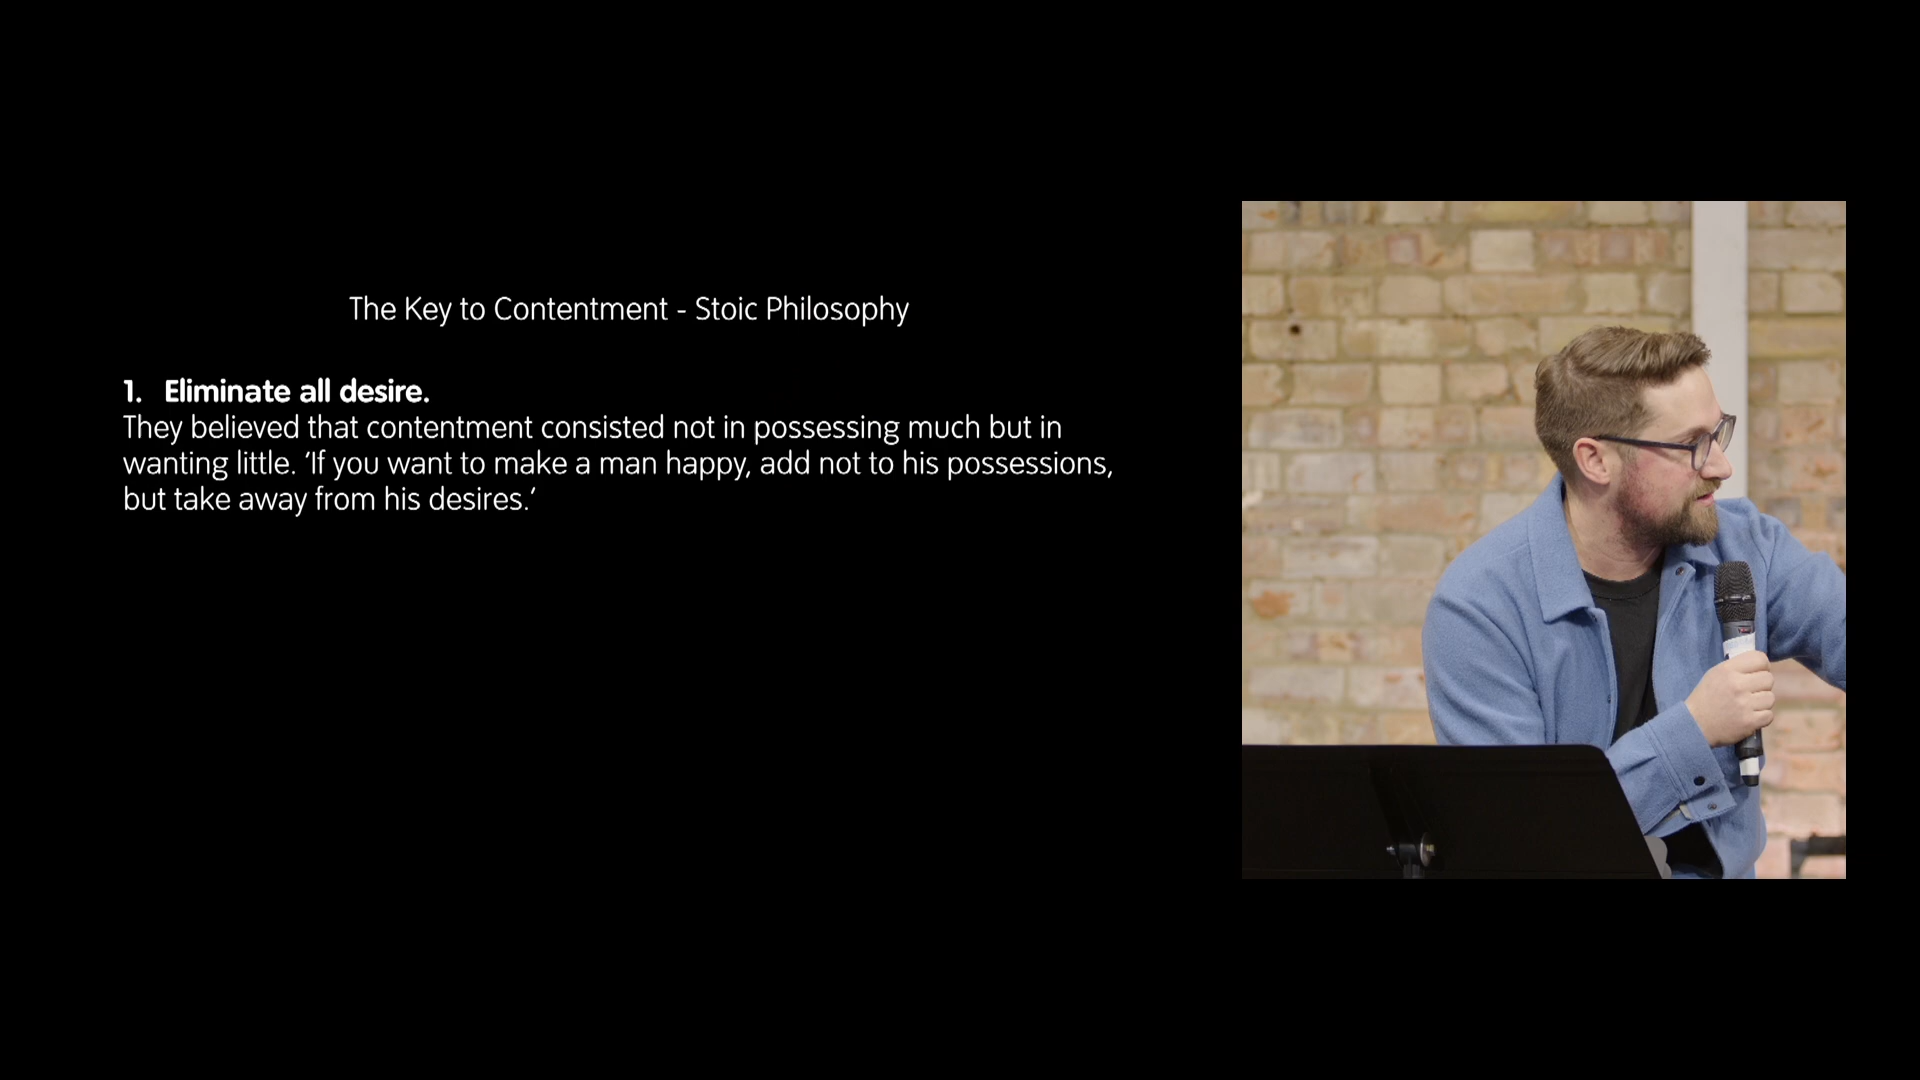 The Key to Contentment - Stoic Philosophy
1. Eliminate all desire.
They believed that contentment consisted not in possessing much but in
wanting little. ‘If you want to make a man happy, add not to his possessions,
but take away from his desires.’